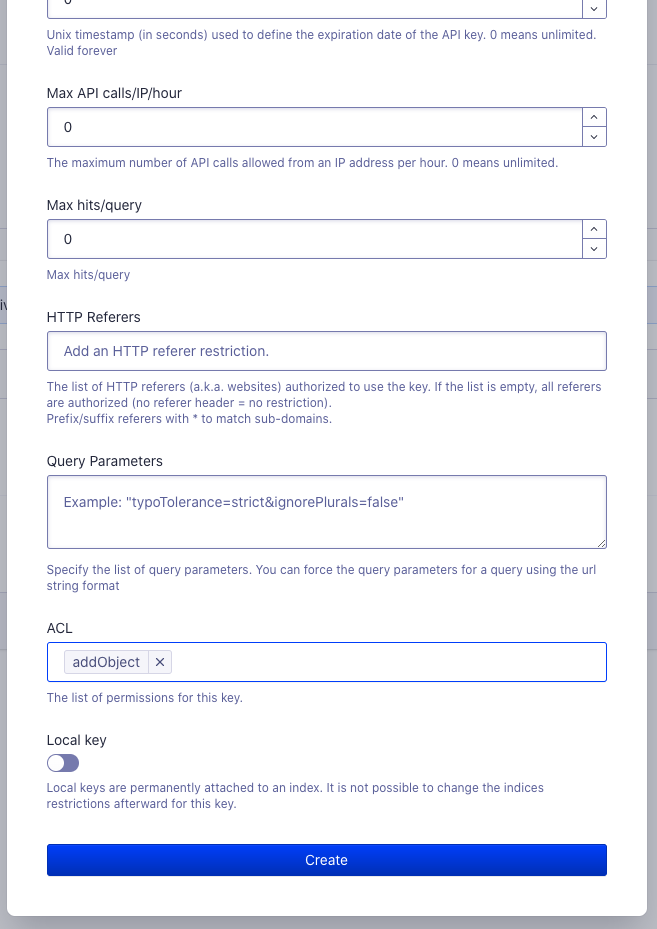 0
Unix timestamp (in seconds) used to define the expiration date of the API key. 0 means unlimited.
Valid forever
Max API calls/IP/hour
0
The maximum number of API calls allowed from an IP address per hour. 0 means unlimited.
Max hits/query
0
Max hits/query
HTTP Referers
Add an HTTP referer restriction.
The list of HTTP referers (a.k.a. websites) authorized to use the key. If the list is empty, all referers
are authorized (no referer header = no restriction).
Prefix/suffix referers with * to match sub-domains.
Query Parameters
Example: "typoTolerance=strict&ignorePlurals=false"
Specify the list of query parameters. You can force the query parameters for a query using the url
string format
ACL
addObject
The list of permissions for this key.
Local key
Local keys are permanently attached to an index. It is not possible to change the indices
restrictions afterward for this key.
Create